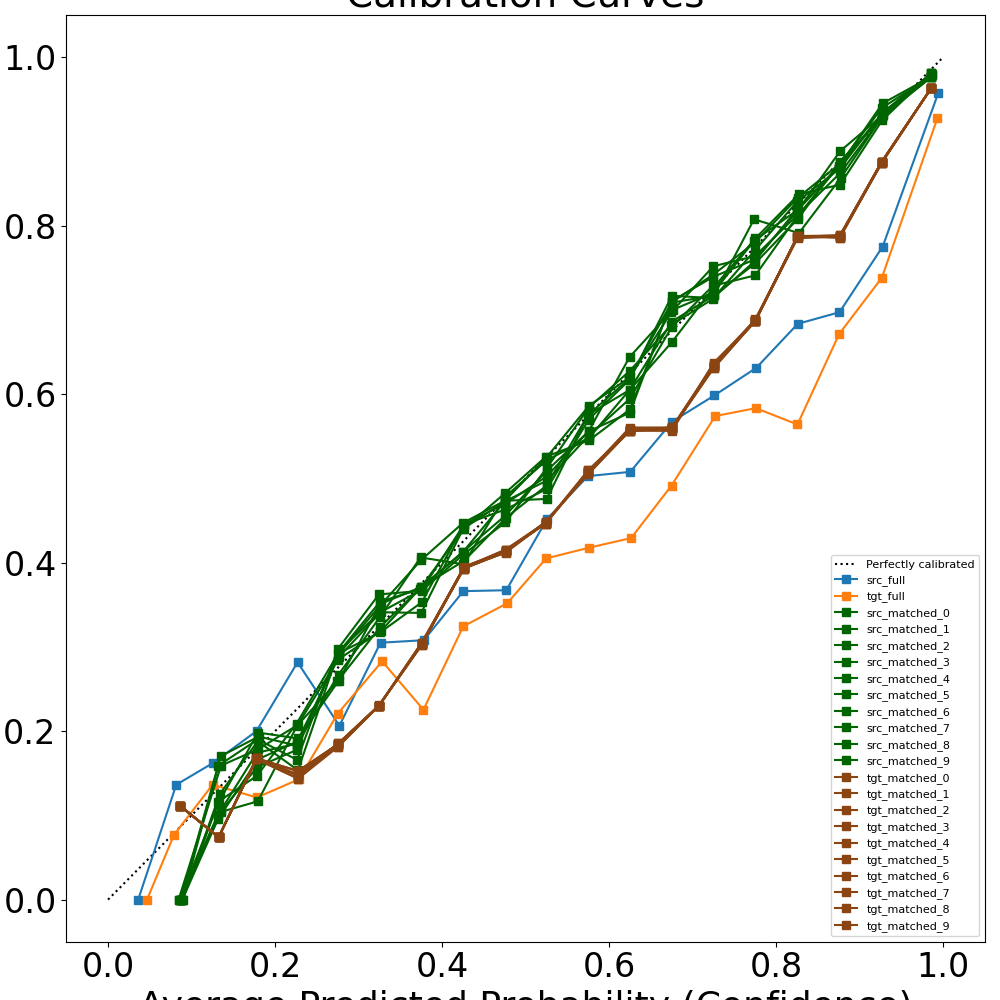 Calibration Curves
1.0
0.8
0.6
0.4
0.2
0.0
Perfectly calibrated
src_full
tgt_full
src_matched_0
src_matched_1
src_matched_2
src_matched_3
src_matched_4
src_matched_5
src_matched_6
src_matched_7
src_matched_8
src_matched_9
tgt_matched_0
tgt_matched_1
tgt_matched_2
tgt_matched_3
tgt_matched_4
tgt_matched_5
tgt_matched_6
tgt_matched_7
tgt_matched_8
tgt_matched_9
0.0 0.2 0.4 0.6 0.8 1.0
Average Predicted Probability (Confidence)